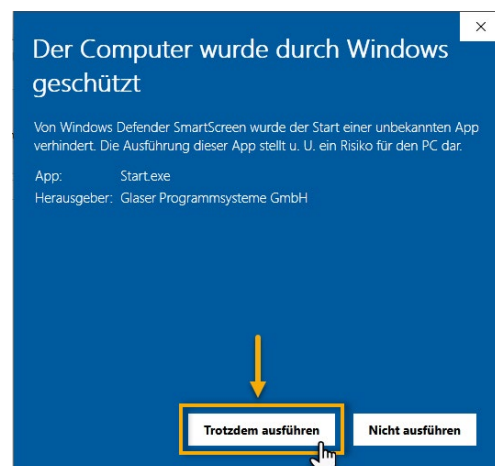 Der Computer wurde durch Windows
geschützt
Von Windows Defender SmartScreen wurde der Start einer unbekannten App
verhindert. Die Ausführung dieser App stellt u. U. ein Risiko für den PC dar.
App: Start.exe
Herausgeber: Glaser Programmsysteme GmbH
Trotzdem ausführen Nicht ausführen